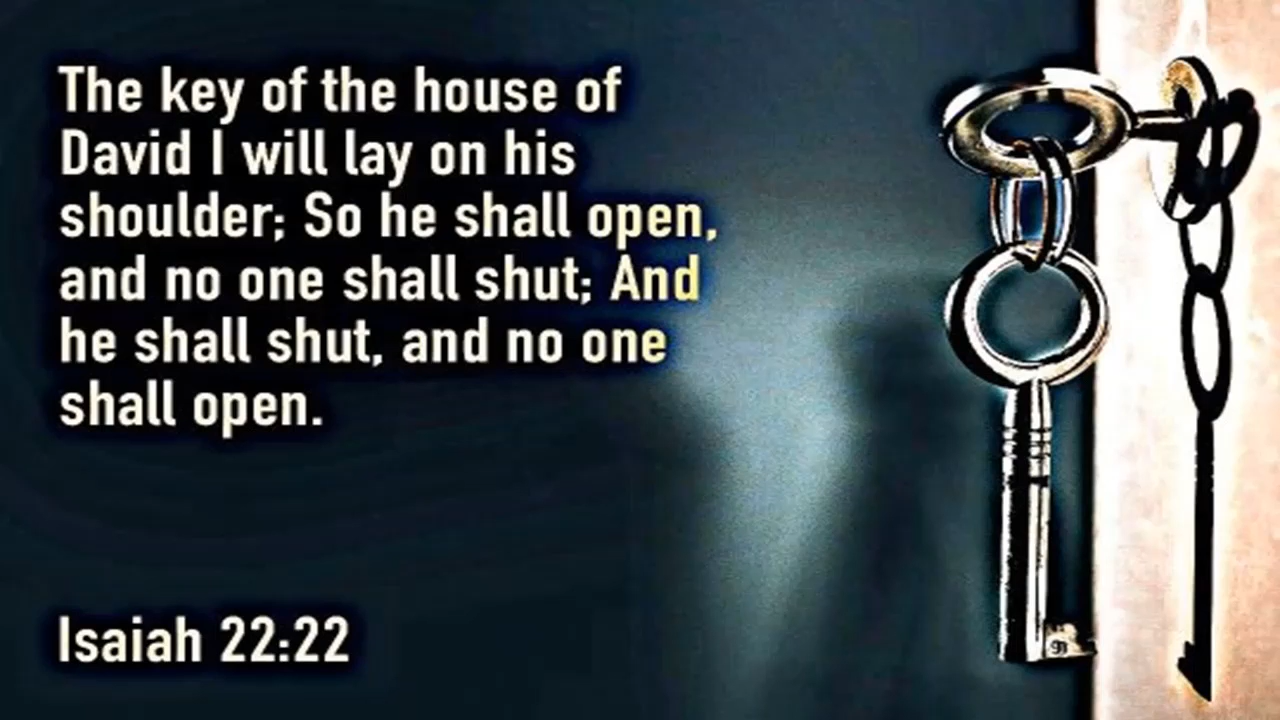 The key of the house of
David I will lay on his
shoulder; So he shall open,
and no one shall shut; And
he shall shut, and no one
shall open.
Isaiah 22:22